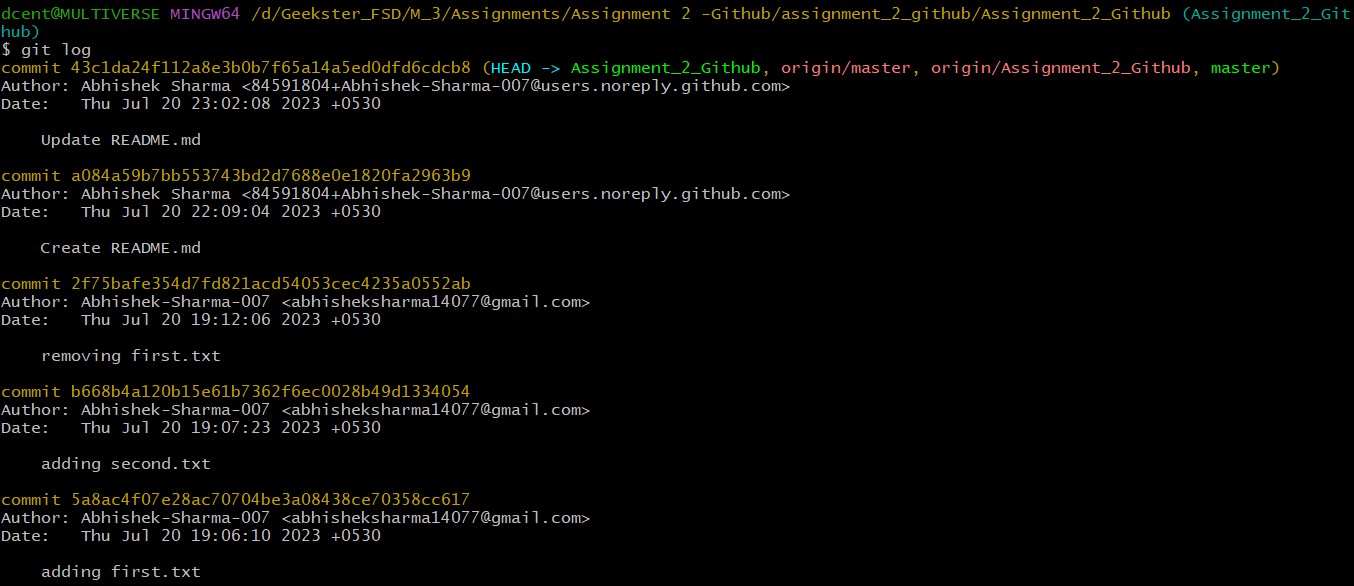 dcent@MULTIVERSE MINGW64 /d/Geekster_FSD/M_3/Assignments/Assignment 2 -Github/assignment_2_github/Assignment_2_Github (Assignment_2_Git
hub)
$ git log
commit 43c1da24f112a8e3b0b7f65a14a5ed0dfd6cdcb8 (HEAD -> Assignment_2_Github, origin/master, origin/Assignment_2_Github, master)
Author: Abhishek Sharma <84591804+Abhishek-Sharma-007@users.noreply.github.com>
Date:   Thu Jul 20 23:02:08 2023 +0530

    Update README.md

commit a084a59b7bb553743bd2d7688e0e1820fa2963b9
Author: Abhishek Sharma <84591804+Abhishek-Sharma-007@users.noreply.github.com>
Date:   Thu Jul 20 22:09:04 2023 +0530

    Create README.md

commit 2f75bafe354d7fd821acd54053cec4235a0552ab
Author: Abhishek-Sharma-007 <abhisheksharma14077@gmail.com>
Date:   Thu Jul 20 19:12:06 2023 +0530

    removing first.txt

commit b668b4a120b15e61b7362f6ec0028b49d1334054
Author: Abhishek-Sharma-007 <abhisheksharma14077@gmail.com>
Date:   Thu Jul 20 19:07:23 2023 +0530

    adding second.txt

commit 5a8ac4f07e28ac70704be3a08438ce70358cc617
Author: Abhishek-Sharma-007 <abhisheksharma14077@gmail.com>
Date:   Thu Jul 20 19:06:10 2023 +0530

    adding first.txt